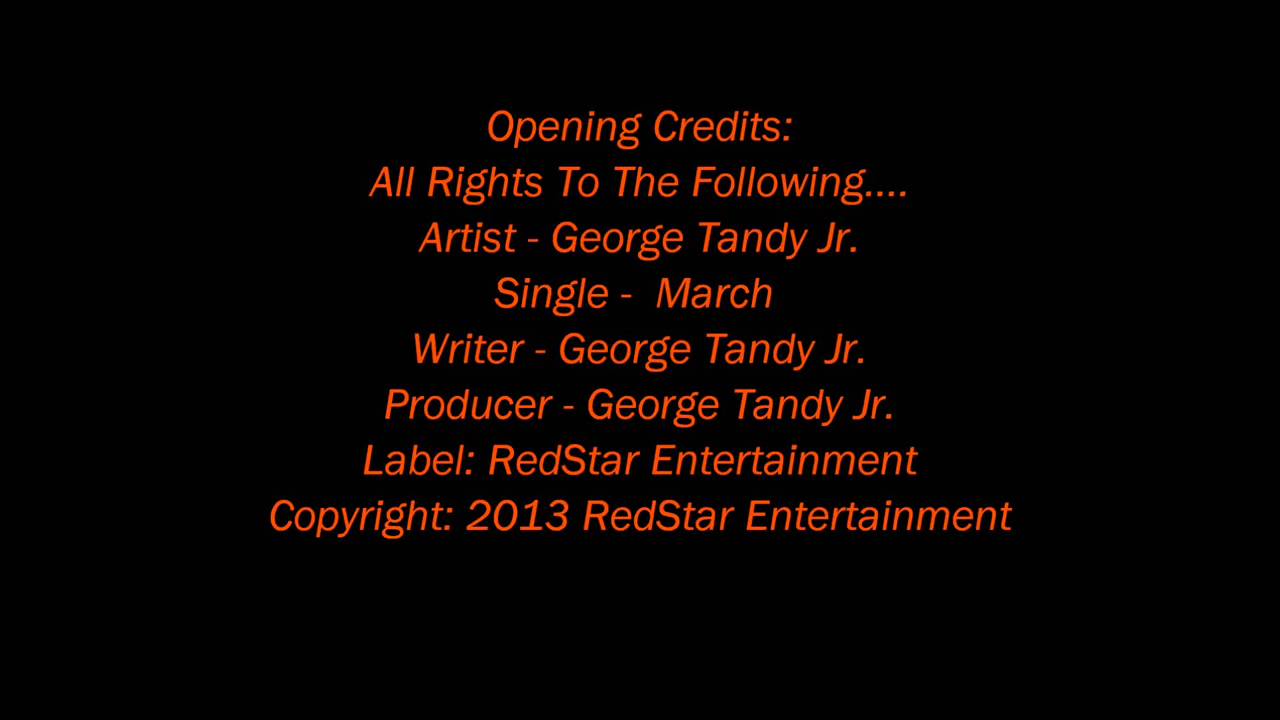 Opening Credits:
All Rights To The Following....
Artist - George Tandy Jr.
Single -  March
Writer - George Tandy Jr.
Producer - George Tandy Jr.
Label: RedStar Entertainment
Copyright: 2013 RedStar Entertainment